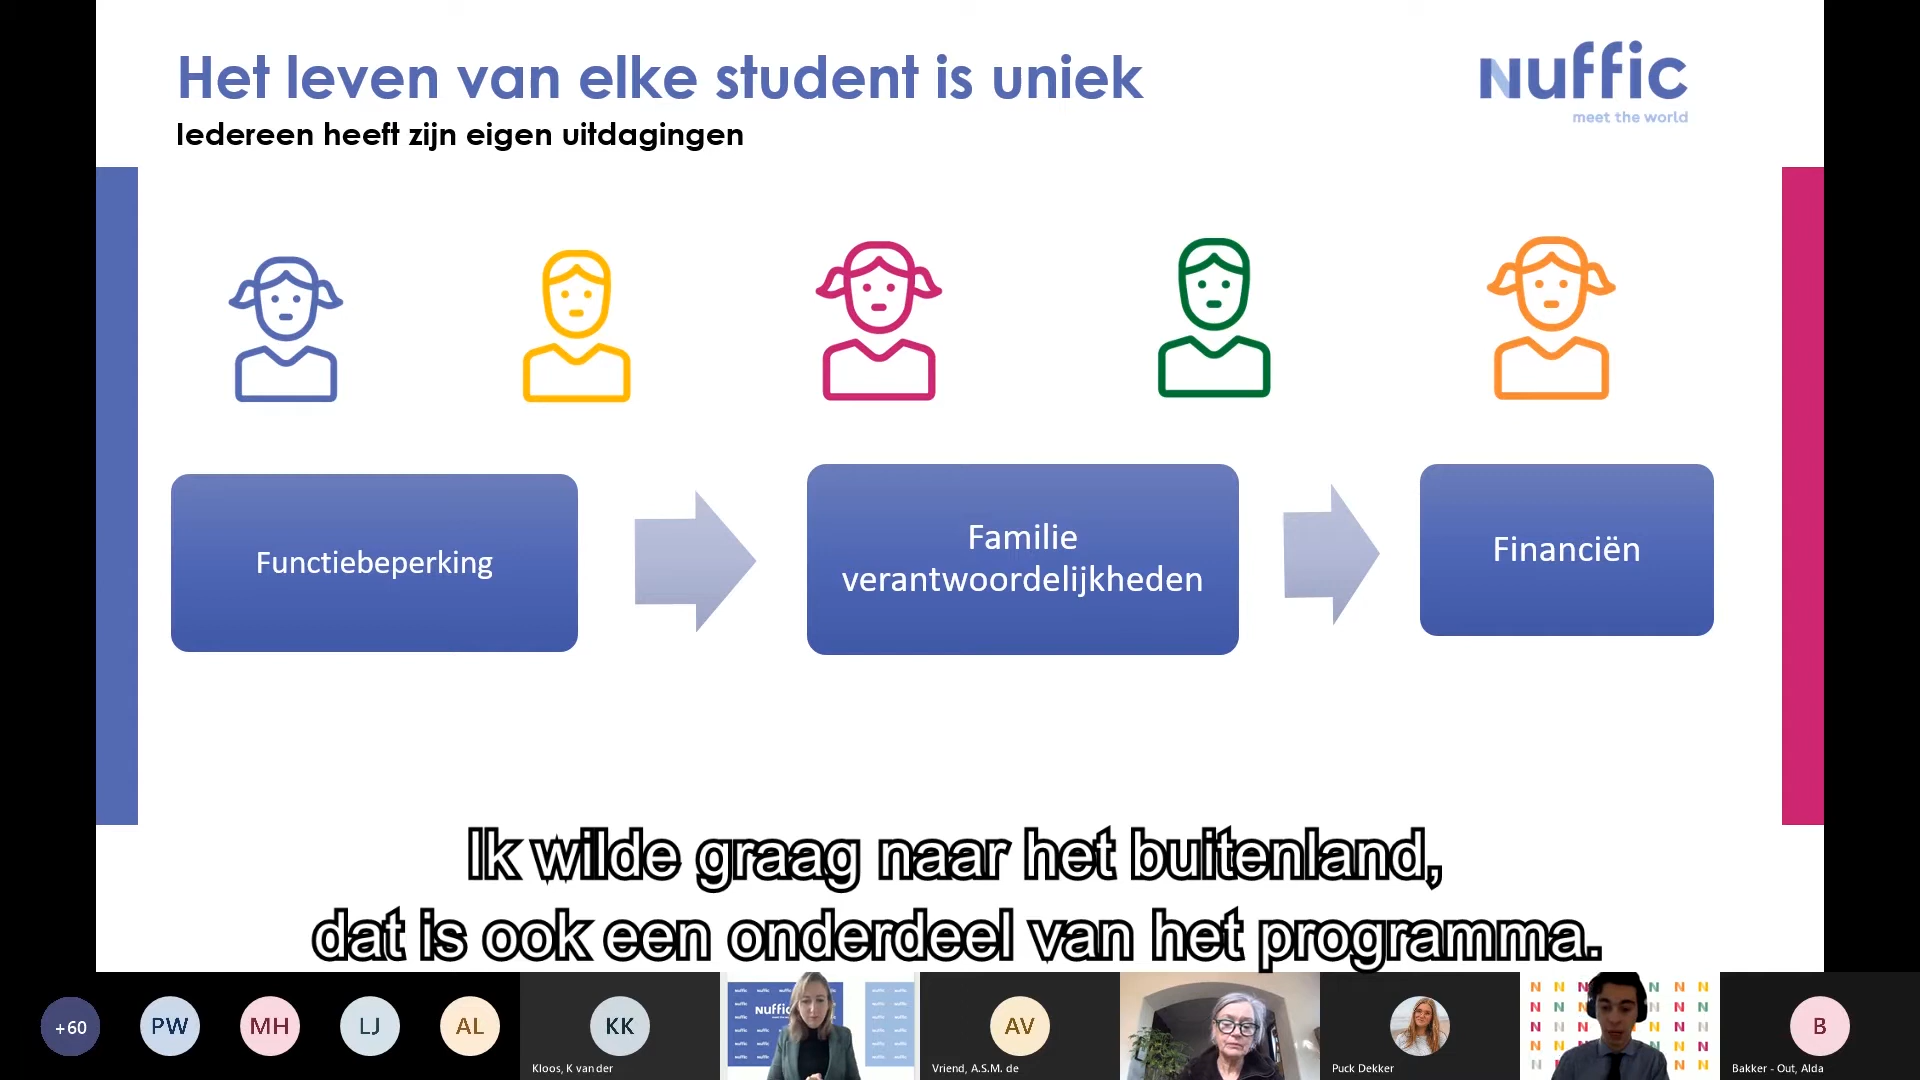 Het leven van elke student is uniek
Iedereen heeft zijn eigen uitdagingen
Nuffic
meet the world
Functiebeperking
Familie
verantwoordelijkheden
Financiën
Ik wilde graag naar het buitenland,
dat is ook een onderdeel van het programma.
+60
PW
MH
LJ
AL
KK
Kloos, K van der
Nuffic
AV
Vriend, A.S.M. de
Puck Dekker
B
Bakker - Out, Alda